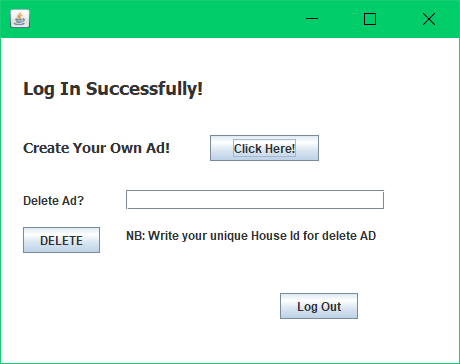 Log In Successfully!
Create Your Own Ad!
Click Here!
Delete Ad?
DELETE
NB: Write your unique House Id for delete AD
Log Out